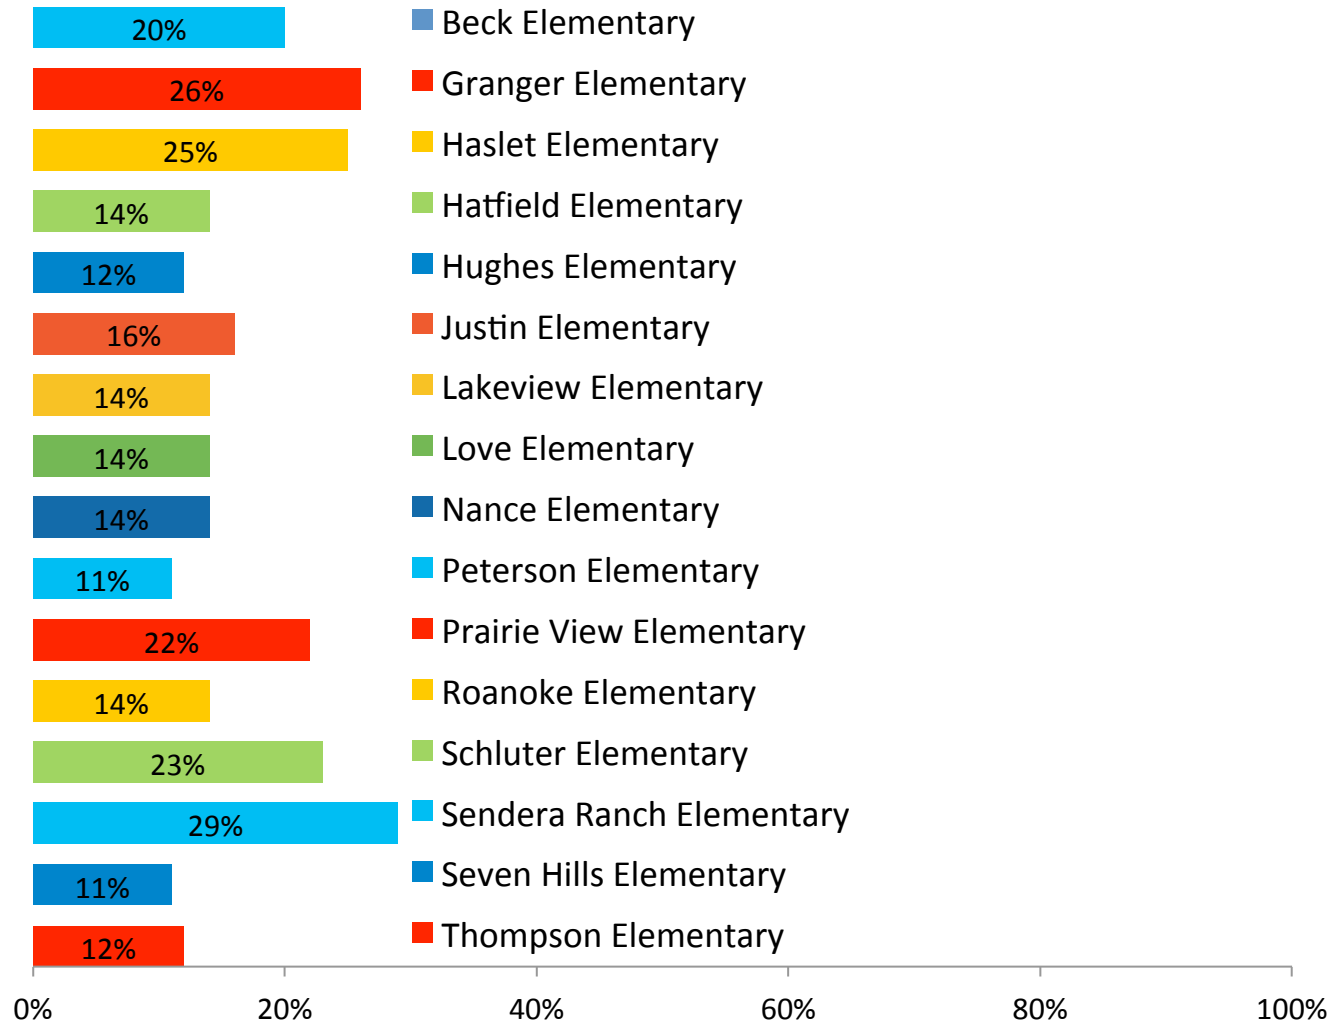 20% Beck Elementary
26% Granger Elementary
25% Haslet Elementary
14% Hatfield Elementary
12% Hughes Elementary
16% Justin Elementary
14% Lakeview Elementary
14% Love Elementary
14% Nance Elementary
11% Peterson Elementary
22% Prairie View Elementary
14% Roanoke Elementary
23% Schluter Elementary
29% Sendera Ranch Elementary
11% Seven Hills Elementary
12% Thompson Elementary
0% 20% 40% 60% 80% 100%